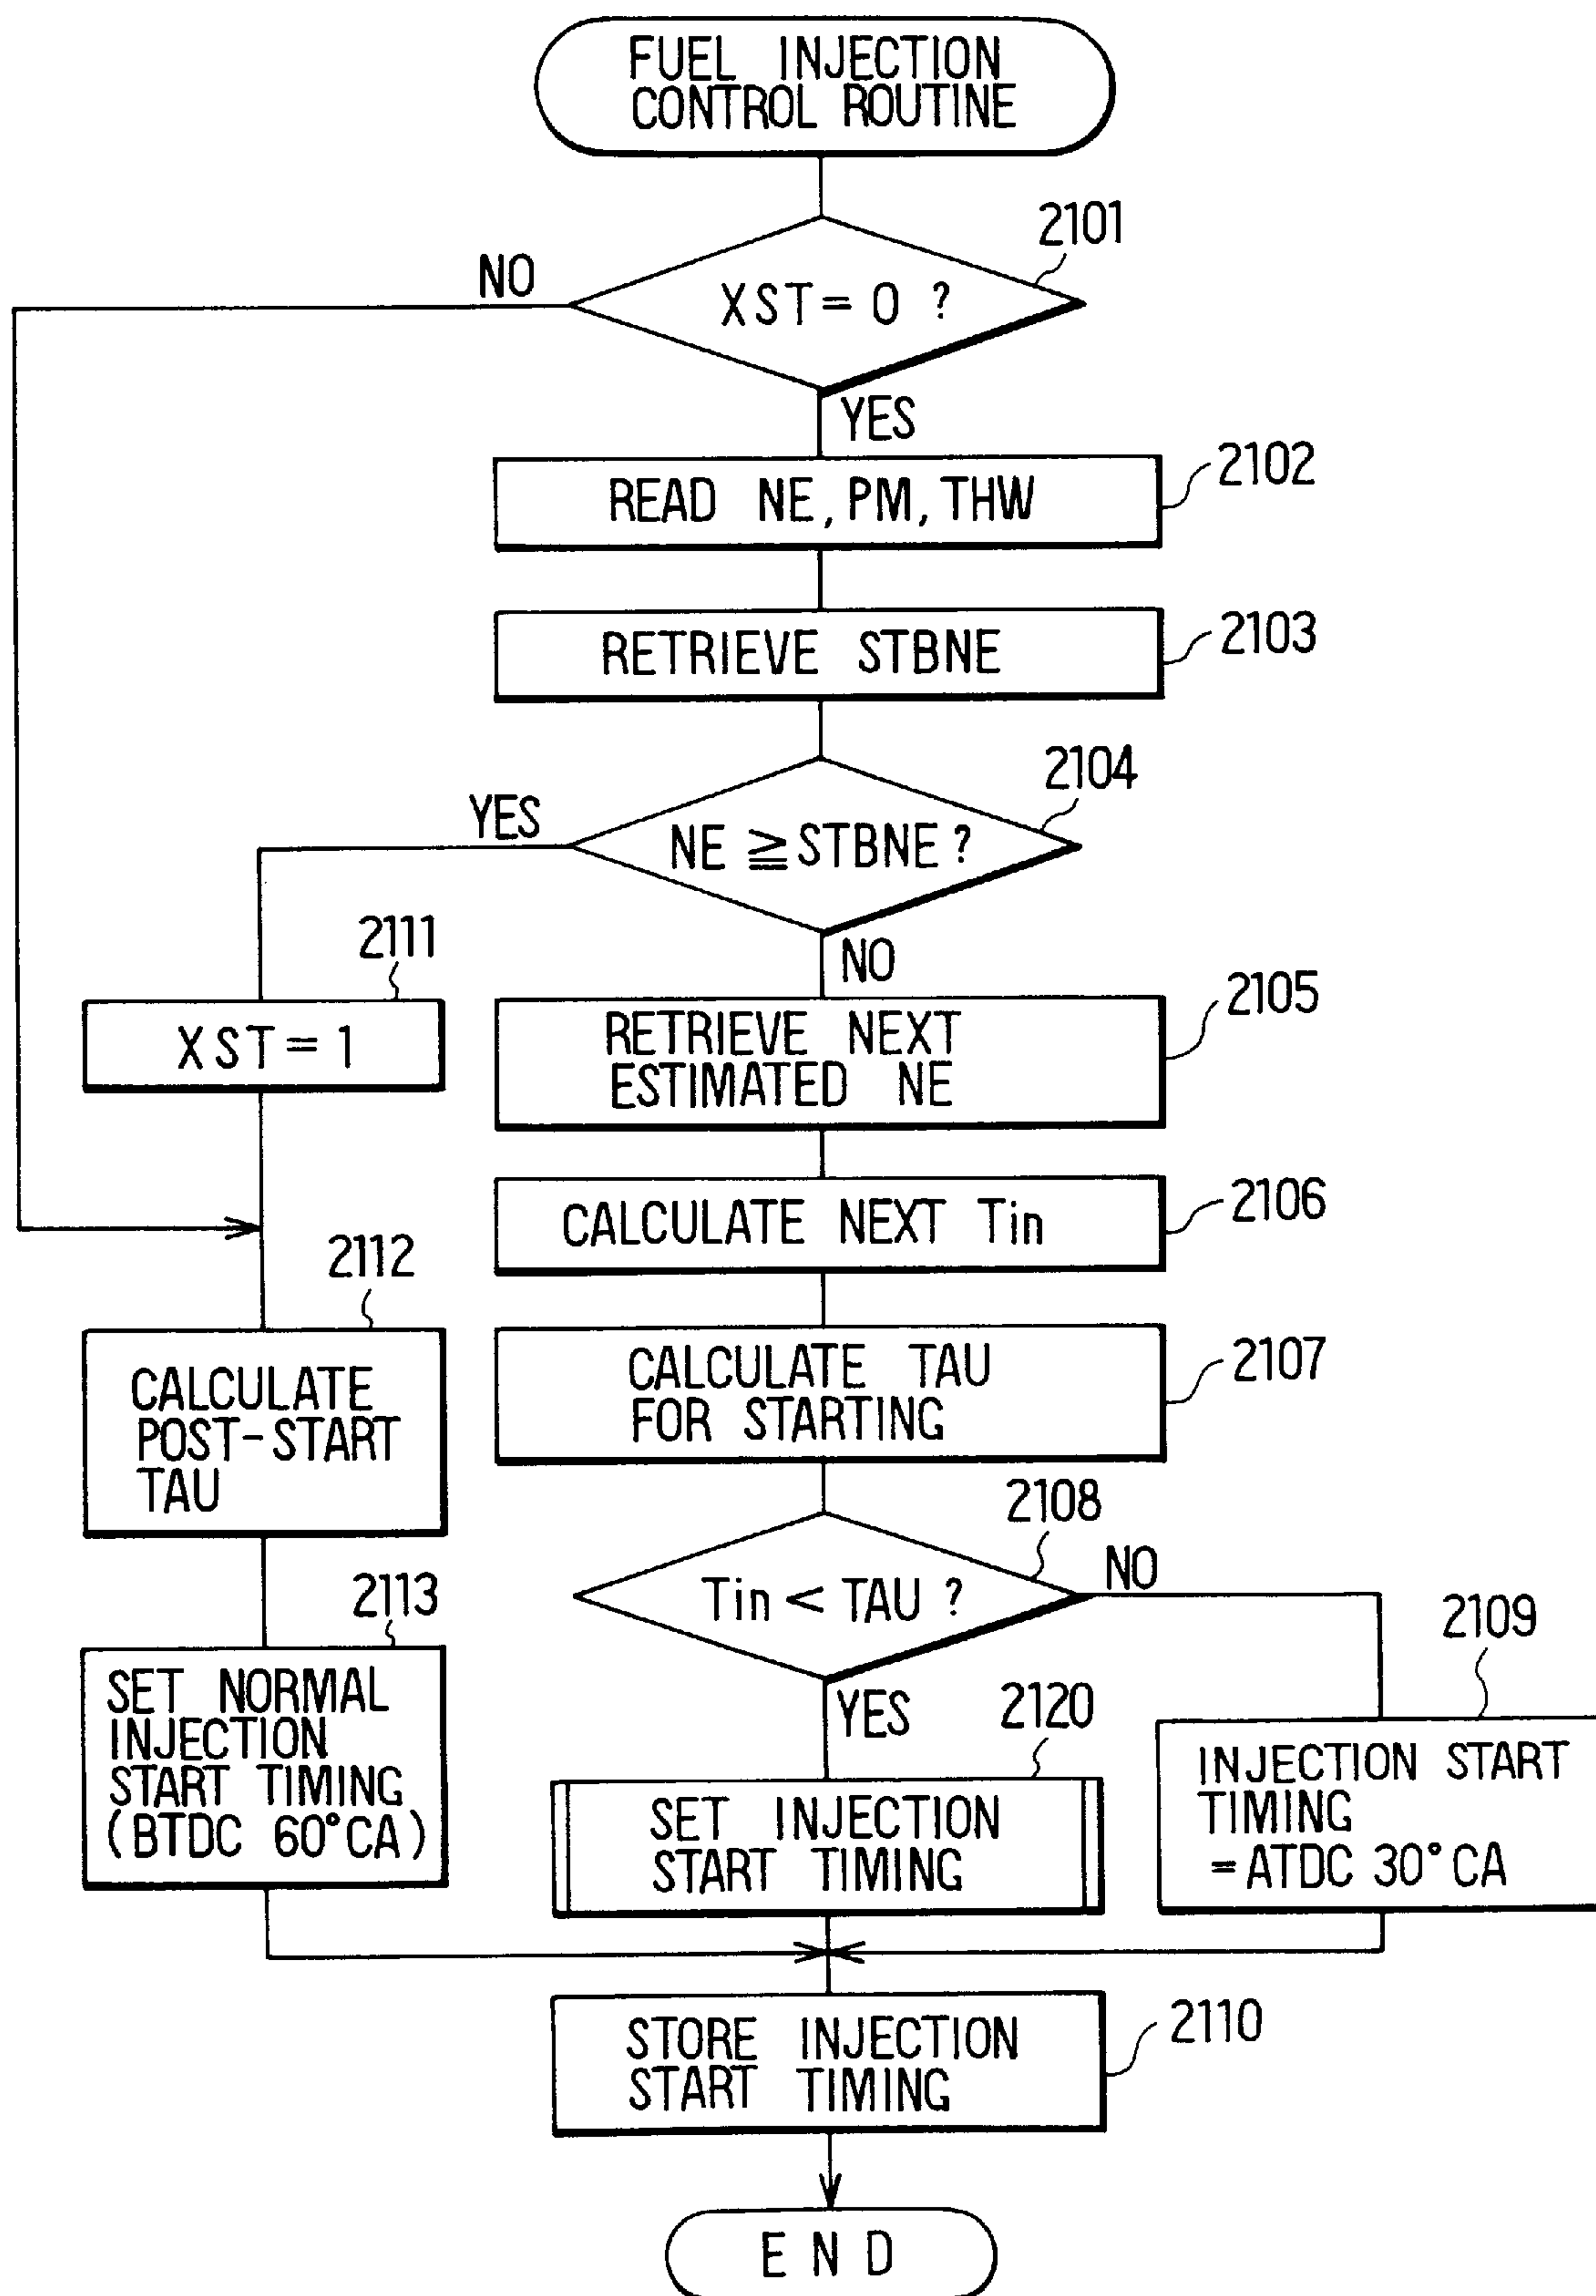 FUEL INJECTION
CONTROL ROUTINE
2101
NO
XST = 0 ?
YES
2102
READ NE, PM, THW
2103
RETRIEVE STBNE
2104
YES
NE ≧ STBNE ?
NO
2111
XST = 1
2105
RETRIEVE NEXT
ESTIMATED NE
2106
CALCULATE NEXT Tin
2112
CALCULATE
POST-START
TAU
2107
CALCULATE TAU
FOR STARTING
2108
NO
Tin < TAU ?
YES
2113
SET NORMAL
INJECTION
START TIMING
(BTDC 60°CA)
2120
SET INJECTION
START TIMING
2109
INJECTION START
TIMING
= ATDC 30°CA
2110
STORE INJECTION
START TIMING
END